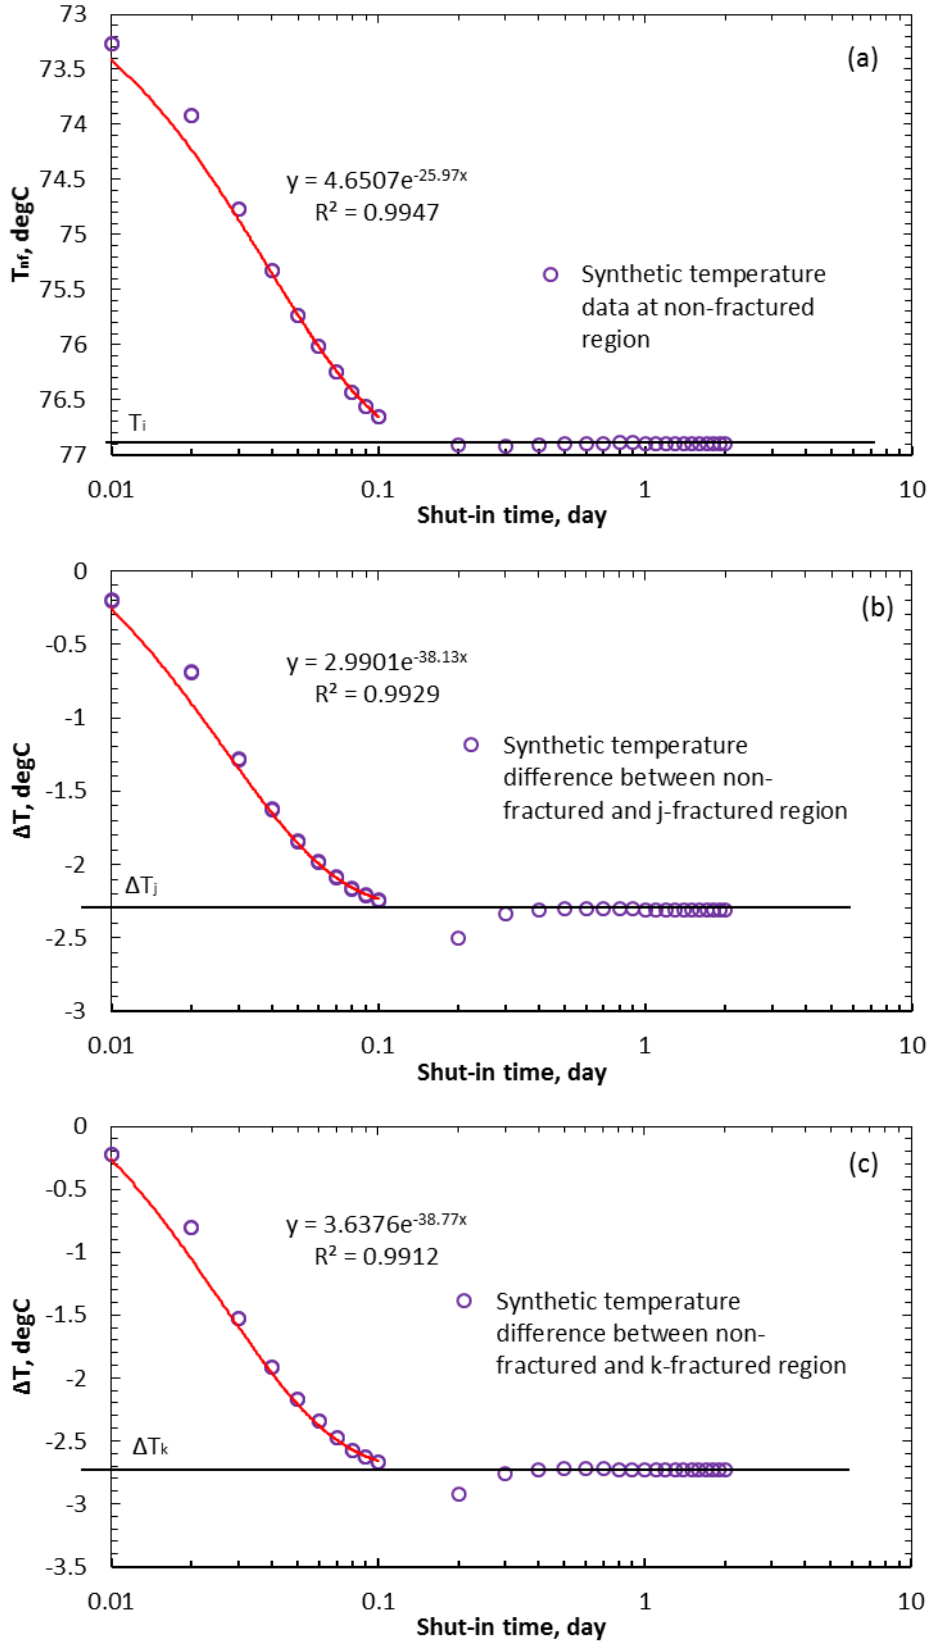 73
73.5
74
74.5
75
75.5
76
76.5
77
Tnf, degC
(a)
y = 4.6507e-25.97x
R² = 0.9947
Synthetic temperature
data at non-fractured
region
Ti
0.01
0.1
1
10
Shut-in time, day
0
-0.5
-1
-1.5
-2
-2.5
-3
ΔT, degC
(b)
y = 2.9901e-38.13x
R² = 0.9929
Synthetic temperature
difference between non-
fractured and j-fractured region
ΔTj
0.01
0.1
1
10
Shut-in time, day
0
-0.5
-1
-1.5
-2
-2.5
-3
-3.5
ΔT, degC
(c)
y = 3.6376e-38.77x
R² = 0.9912
Synthetic temperature
difference between non-
fractured and k-fractured region
ΔTk
0.01
0.1
1
10
Shut-in time, day